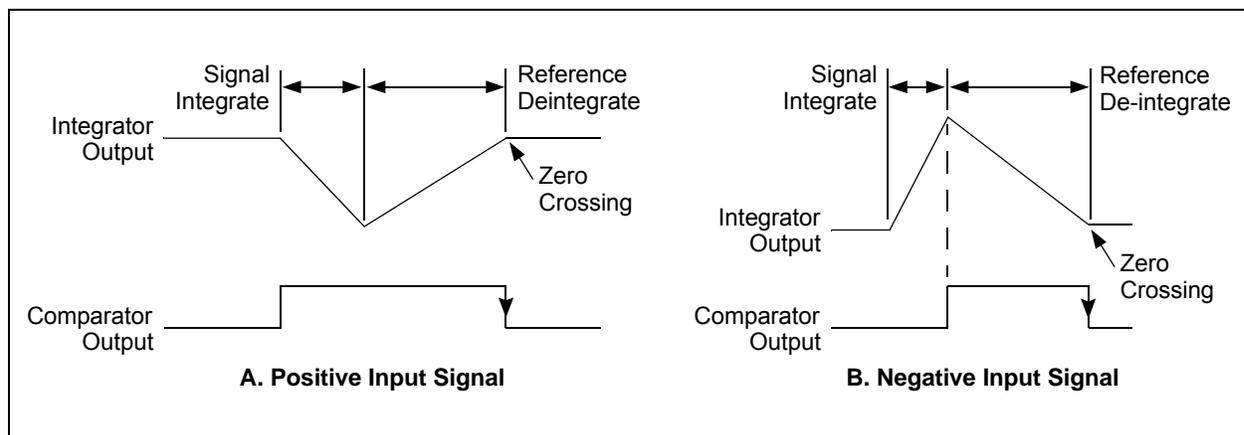 Signal
Integrate
Reference
Deintegrate
Integrator
Output
Zero
Crossing
Comparator
Output
A. Positive Input Signal
Signal
Integrate
Reference
De-integrate
Integrator
Output
Zero
Crossing
Comparator
Output
B. Negative Input Signal